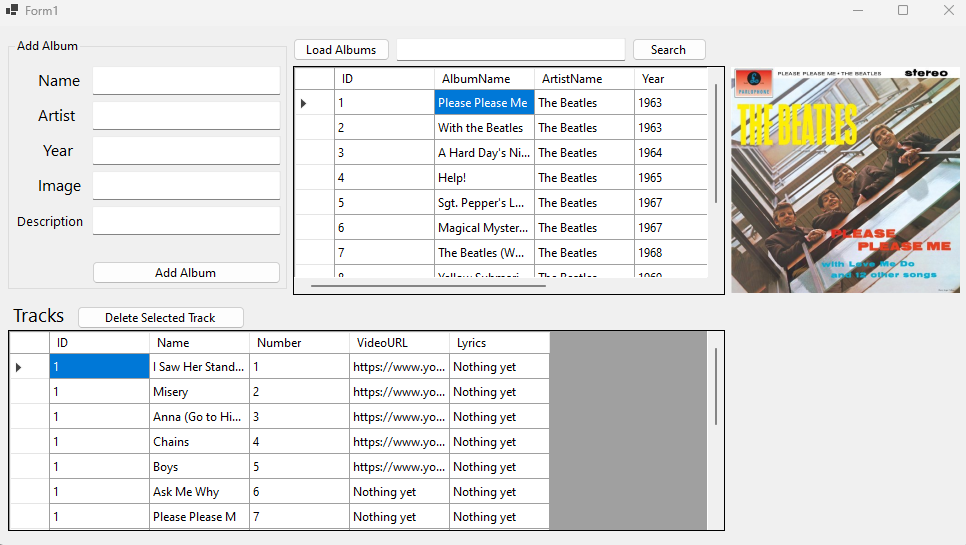 Form1
Add Album
Name
Artist
Year
Image
Description
Add Album
Load Albums
Search
ID AlbumName ArtistName Year
1 Please Please Me The Beatles 1963
2 With the Beatles The Beatles 1963
3 A Hard Day's Ni... The Beatles 1964
4 Help! The Beatles 1965
5 Sgt. Pepper's L... The Beatles 1967
6 Magical Myster... The Beatles 1967
7 The Beatles (W... The Beatles 1968
8 Yellow Submari... The Beatles 1969
PARLOPHONE
PLEASE PLEASE ME • THE BEATLES stereo
THE BEATLES
PLEASE
PLEASE ME
with Love Me Do
and 12 other songs
Tracks
Delete Selected Track
ID Name Number VideoURL Lyrics
1 I Saw Her Stand... 1 https://www.yo... Nothing yet
1 Misery 2 https://www.yo... Nothing yet
1 Anna (Go to Hi... 3 https://www.yo... Nothing yet
1 Chains 4 https://www.yo... Nothing yet
1 Boys 5 https://www.yo... Nothing yet
1 Ask Me Why 6 Nothing yet Nothing yet
1 Please Please M 7 Nothing yet Nothing yet